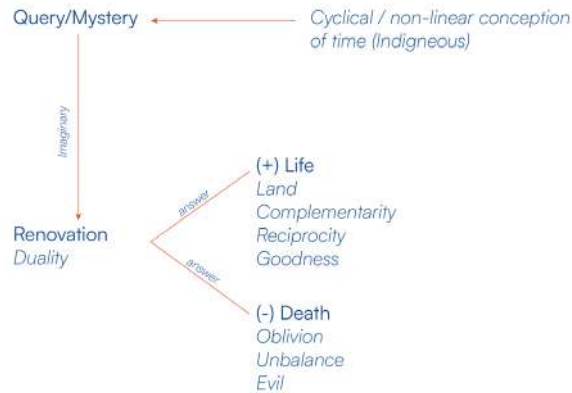 Query/Mystery
Cyclical / non-linear conception
of time (Indigneous)
Imaginary
(+) Life
answer
Land
Complementarity
Renovation
Reciprocity
Duality
Goodness
answer
(-) Death
Oblivion
Unbalance
Evil